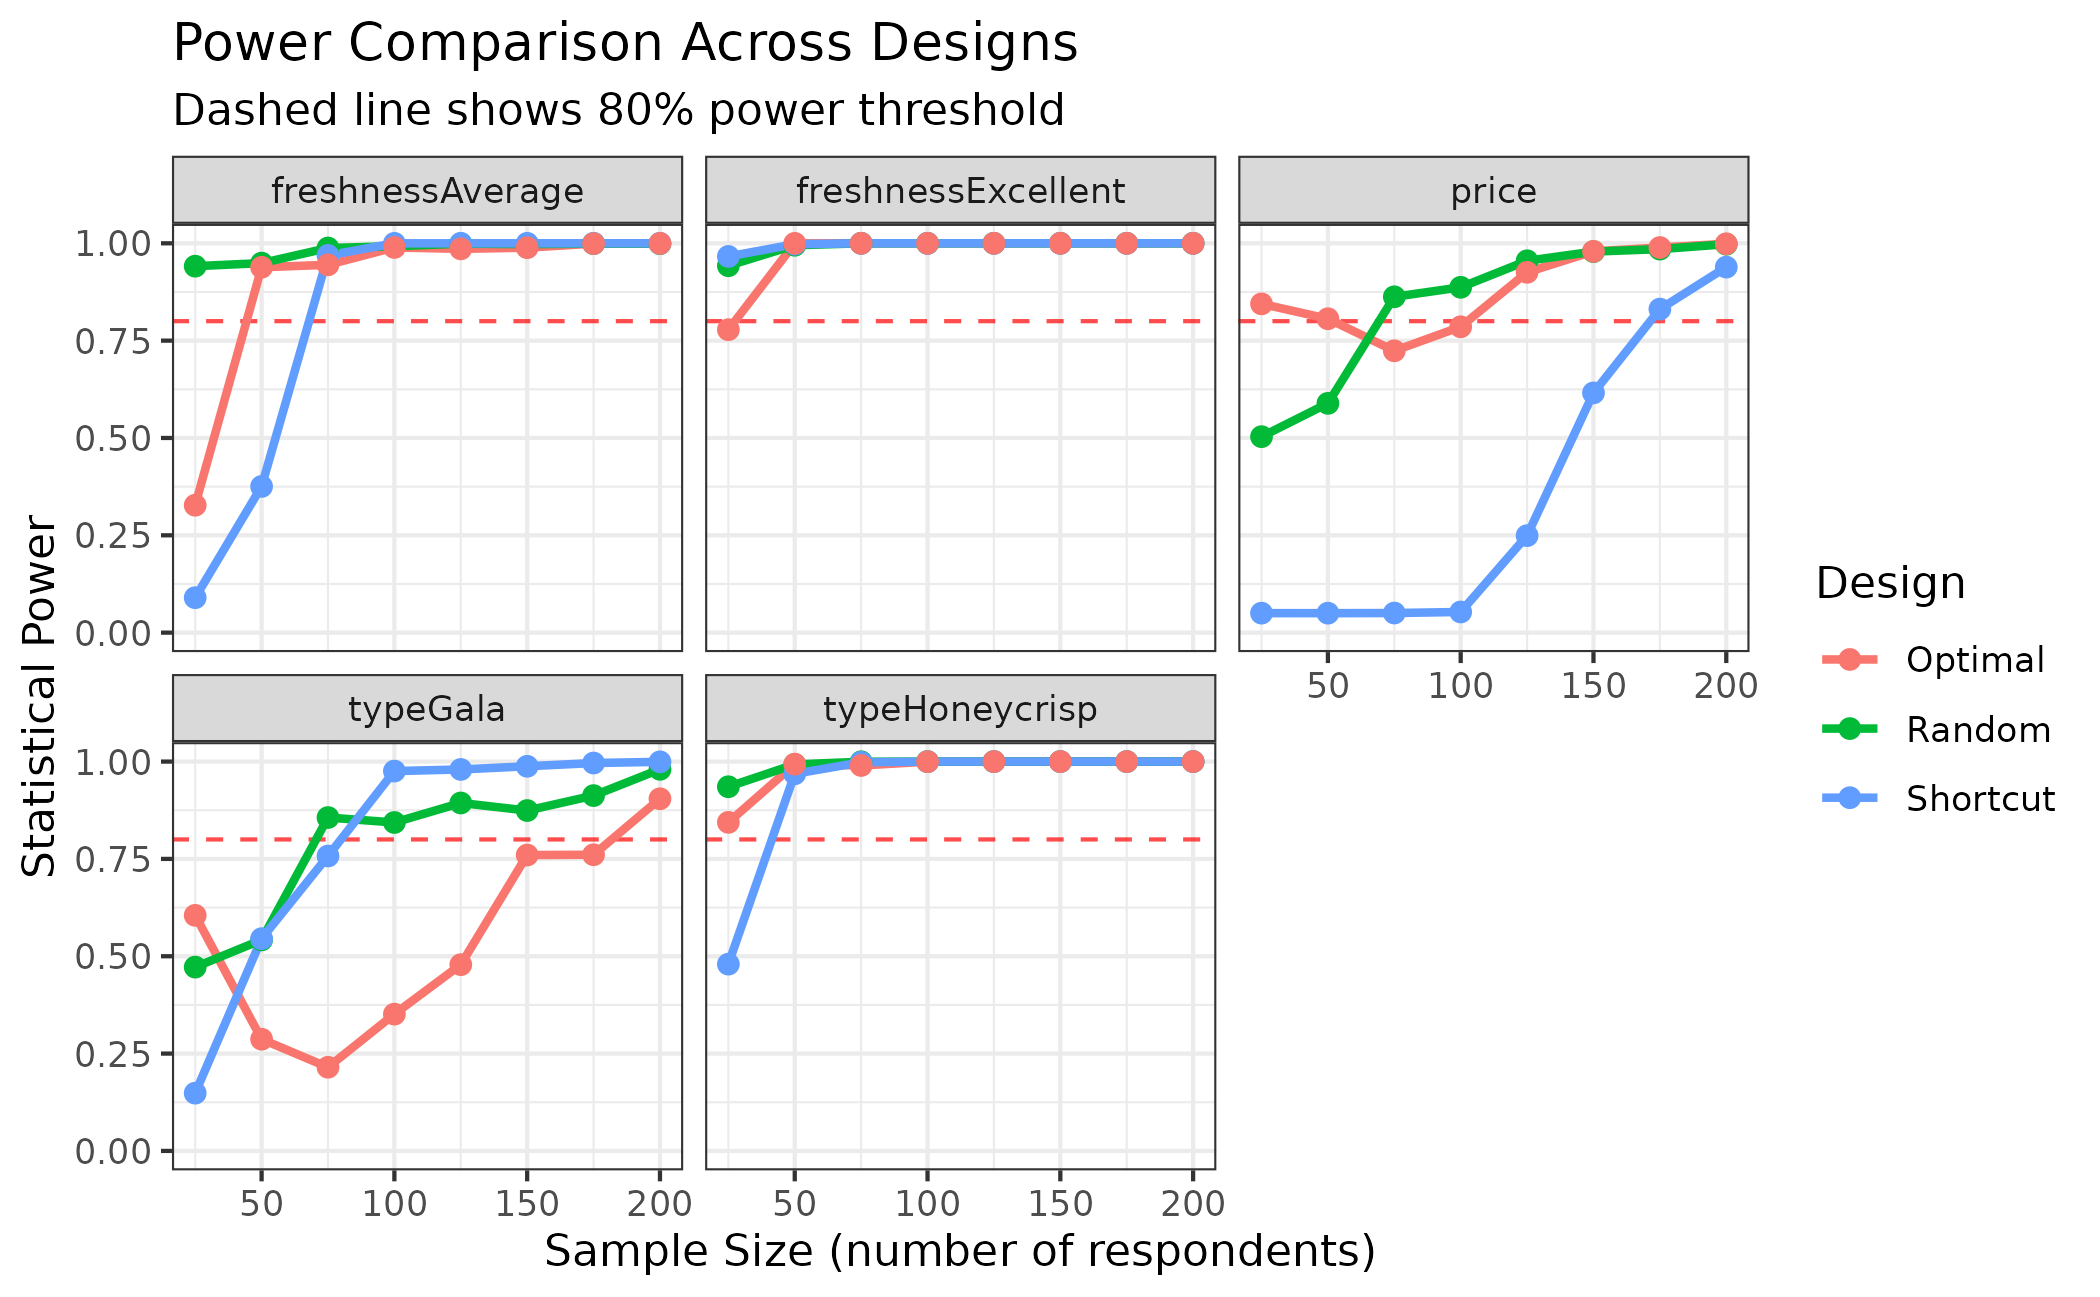 Power Comparison Across Designs
Dashed line shows 80% power threshold
freshnessAverage
freshnessExcellent
price
1.00
0.75
0.50
0.25
0.00
50 100 150 200
typeGala
typeHoneycrisp
1.00
0.75
0.50
0.25
0.00
50 100 150 200
50 100 150 200
Statistical Power
Sample Size (number of respondents)
Design
Optimal
Random
Shortcut